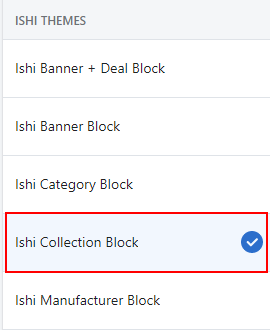 ISHI THEMES
Ishi Banner + Deal Block
Ishi Banner Block
Ishi Category Block
Ishi Collection Block
Ishi Manufacturer Block